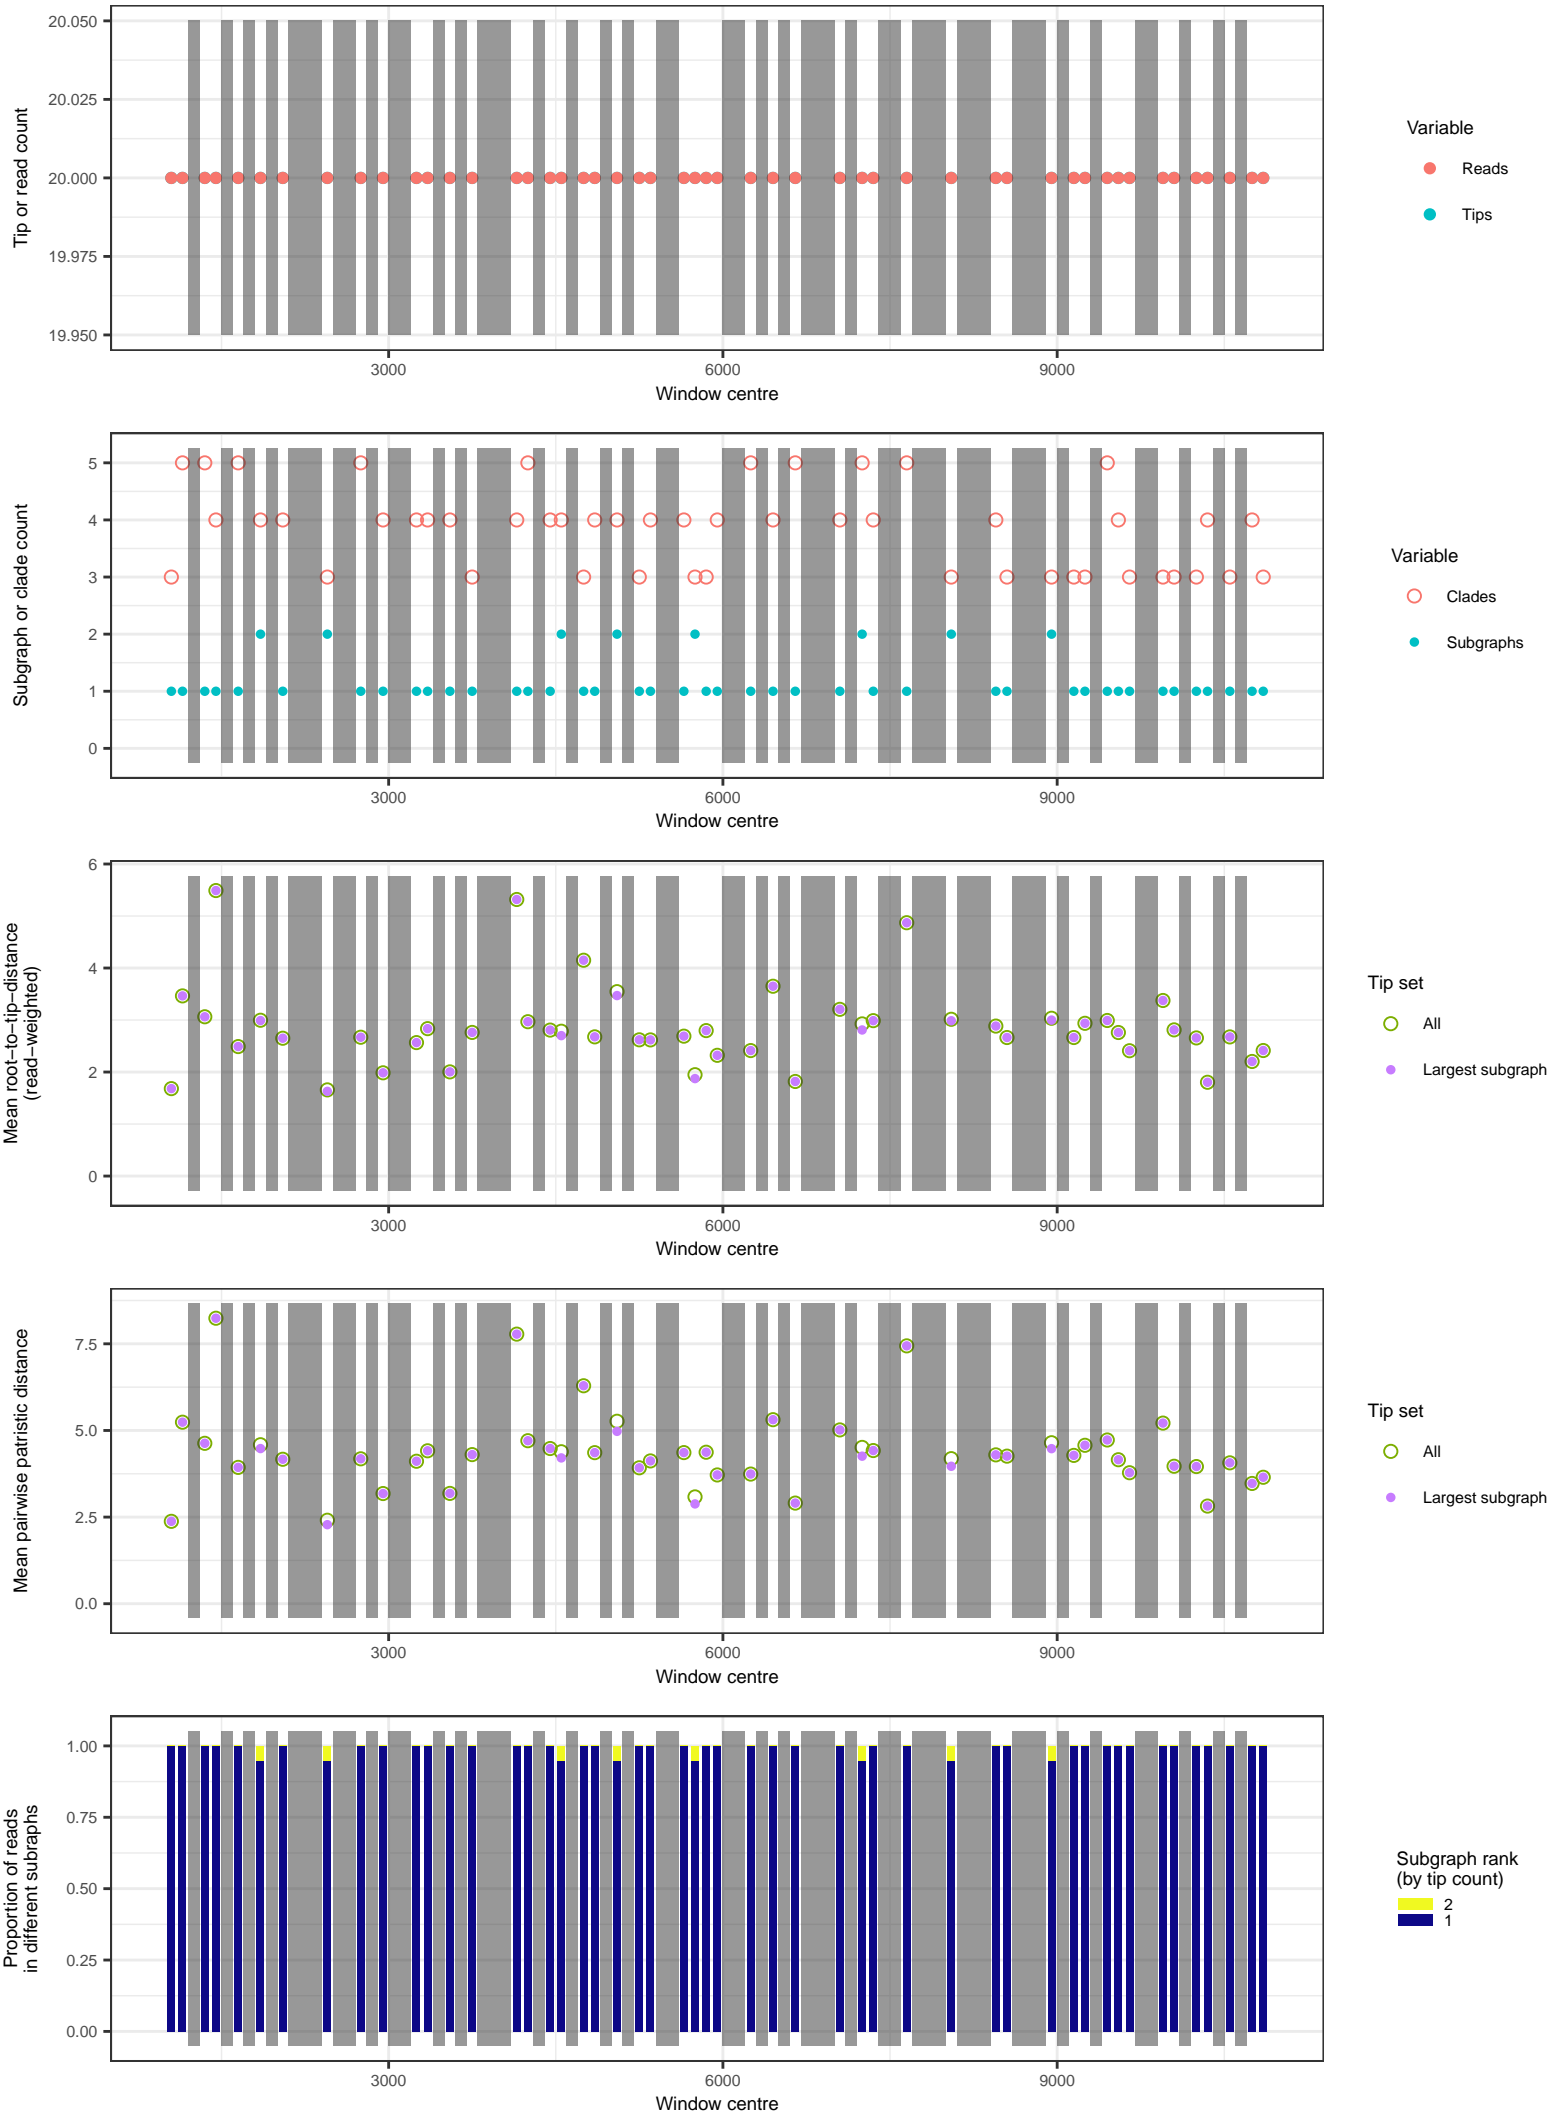 20.050
20.025
20.000
19.975
19.950
Tip or read count
3000
6000
9000
Window centre
Variable
Reads
Tips
5
4
3
2
1
0
Subgraph or clade count
3000
6000
9000
Window centre
Variable
Clades
Subgraphs
6
4
2
0
Mean root−to−tip−distance
(read−weighted)
3000
6000
9000
Window centre
Tip set
All
Largest subgraph
7.5
5.0
2.5
0.0
Mean pairwise patristic distance
3000
6000
9000
Window centre
Tip set
All
Largest subgraph
1.00
0.75
0.50
0.25
0.00
Proportion of reads
in different subraphs
3000
6000
9000
Window centre
Subgraph rank
(by tip count)
2
1